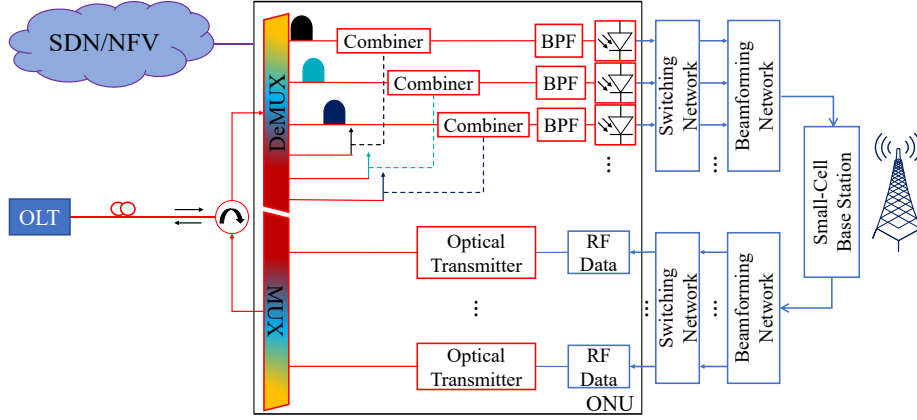 SDN/NFV
DeMUX
Combiner
BPF
Combiner
BPF
Combiner
BPF
Switching
Network
Beamforming
Network
...
...
Small-Cell
Base Station
OLT
MUX
Optical
Transmitter
RF
Data
Switching
Network
Beamforming
Network
...
...
...
...
Optical
Transmitter
RF
Data
ONU